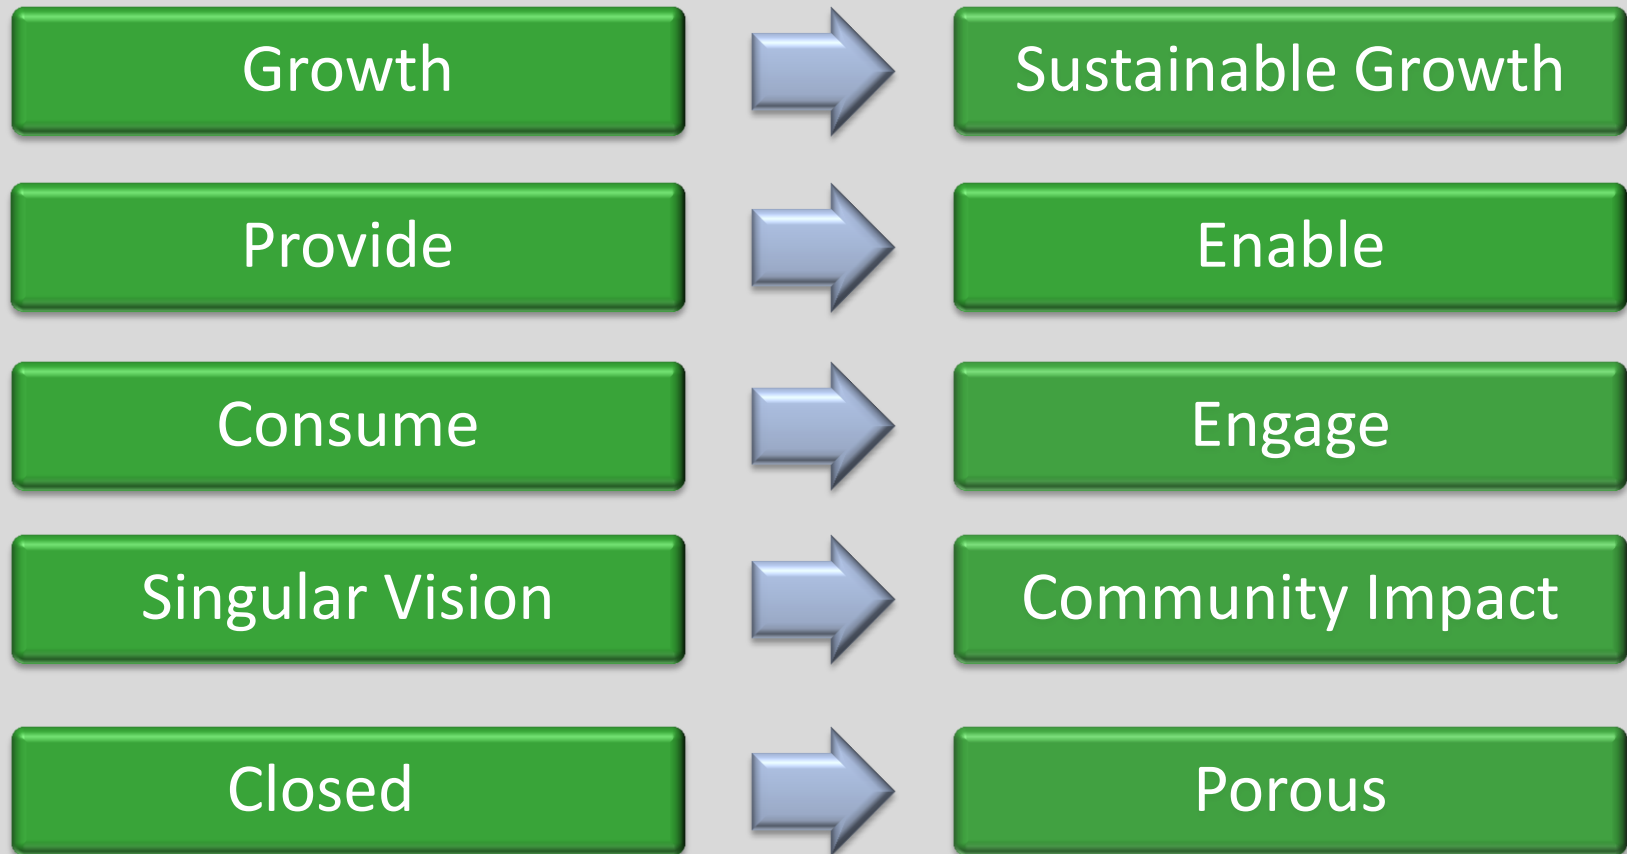 Growth
Sustainable Growth
Provide
Enable
Consume
Engage
Singular Vision
Community Impact
Closed
Porous